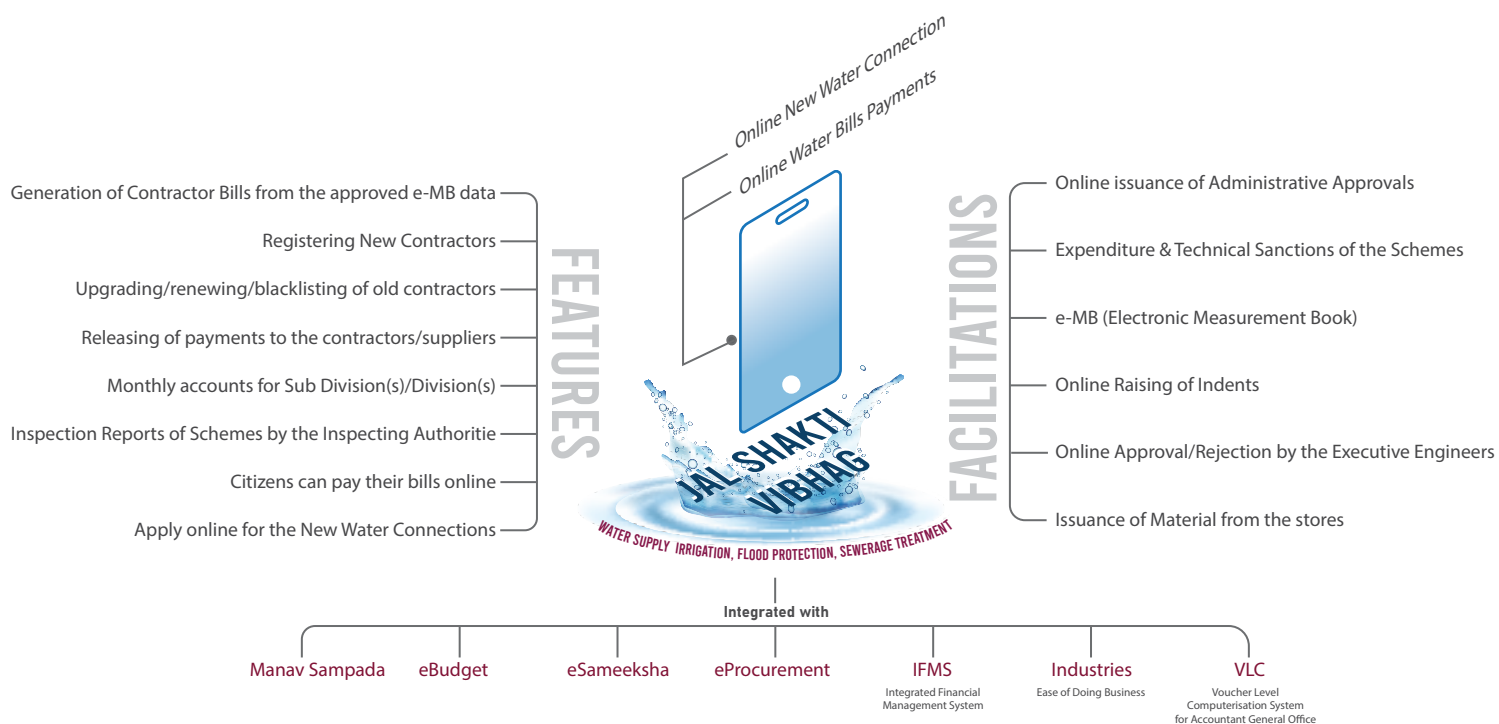 Online New Water Connection
Online Water Bills Payments
FEATURES
Generation of Contractor Bills from the approved e-MB data
Registering New Contractors
Upgrading/renewing/blacklisting of old contractors
Releasing of payments to the contractors/suppliers
Monthly accounts for Sub Division(s)/Division(s)
Inspection Reports of Schemes by the Inspecting Authoritie
Citizens can pay their bills online
Apply online for the New Water Connections
JAL SHAKTI
VIBHAG
WATER SUPPLY IRRIGATION, FLOOD PROTECTION, SEWERAGE TREATMENT
FACILITATIONS
Online issuance of Administrative Approvals
Expenditure & Technical Sanctions of the Schemes
e-MB (Electronic Measurement Book)
Online Raising of Indents
Online Approval/Rejection by the Executive Engineers
Issuance of Material from the stores
Integrated with
Manav Sampada
eBudget
eSameeksha
eProcurement
IFMS
Integrated Financial
Management System
Industries
Ease of Doing Business
VLC
Voucher Level
Computerisation System
for Accountant General Office